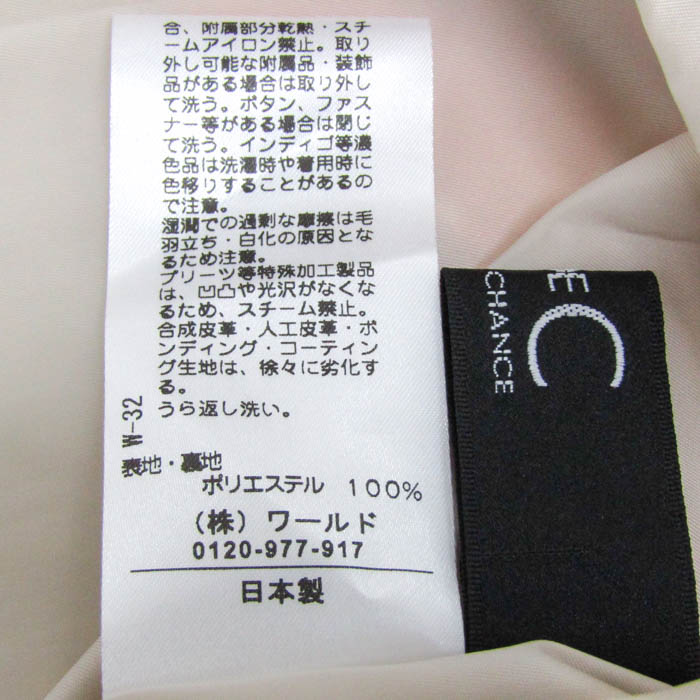 合、附属部分乾熱・スチ
ームアイロン禁止。取り
外し可能な附属品・装飾
品がある場合は取り外し
て洗う。ボタン、ファス
ナー等がある場合は閉じ
て洗う。インディゴ等濃
色品は洗濯時や着用時に
色移りすることがあるの
で注意。
湿潤での過剰な摩擦は毛
羽立ち・白化の原因とな
るため注意。
プリーツ等特殊加工製品
は、凹凸や光沢がなくな
るため、スチーム禁止。
合成皮革・人工皮革・ボ
ンディング・コーティン
グ生地は、徐々に劣化す
る。
うら返し洗い。
W-32
表地・裏地
ポリエステル 100%
(株) ワールド
0120-977-917
日本製
E C
CHANCE